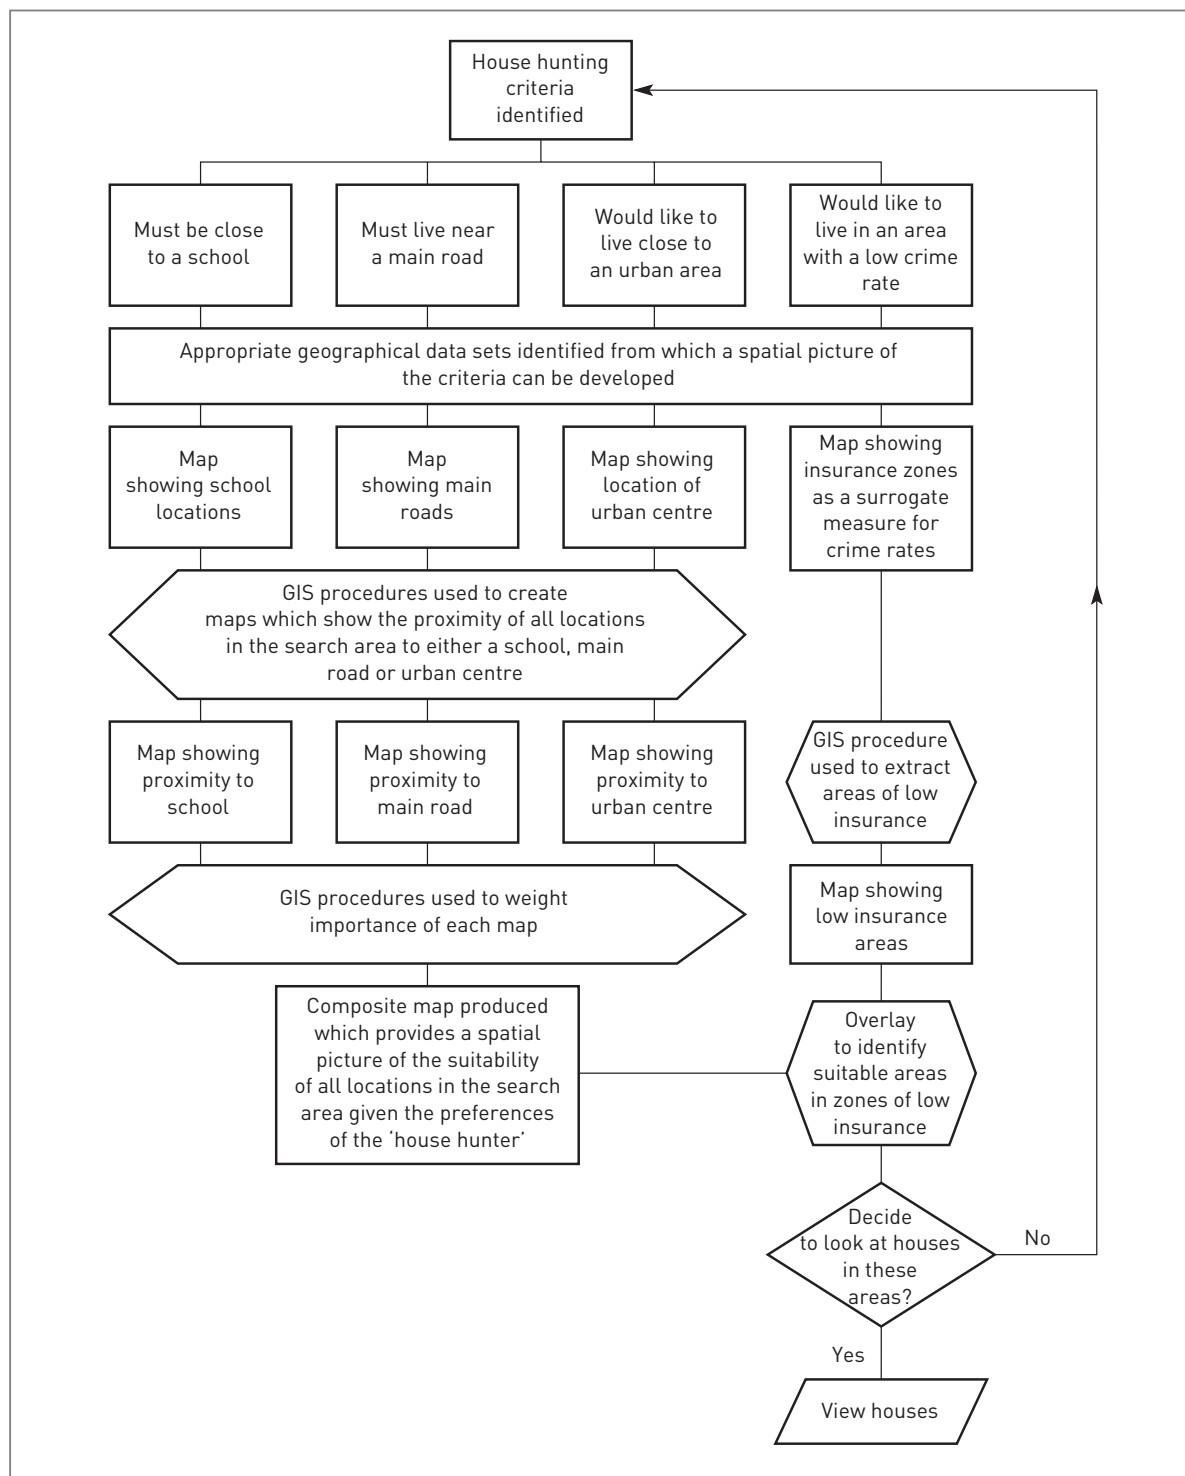 House hunting
criteria
identified
Must be close
to a school
Must live near
a main road
Would like to
live close to
an urban area
Would like to
live in an area
with a low crime
rate
Appropriate geographical data sets identified from which a spatial picture of
the criteria can be developed
Map
showing school
locations
Map
showing main
roads
Map showing
location of
urban centre
Map showing
insurance zones
as a surrogate
measure for
crime rates
GIS procedures used to create
maps which show the proximity of all locations
in the search area to either a school, main
road or urban centre
Map showing
proximity to
school
Map showing
proximity to
main road
Map showing
proximity to
urban centre
GIS procedure
used to extract
areas of low
insurance
GIS procedures used to weight
importance of each map
Map showing
low insurance
areas
Composite map produced
which provides a spatial
picture of the suitability
of all locations in the search
area given the preferences
of the ‘house hunter’
Overlay
to identify
suitable areas
in zones of low
insurance
Decide
to look at houses
in these
areas?
No
Yes
View houses